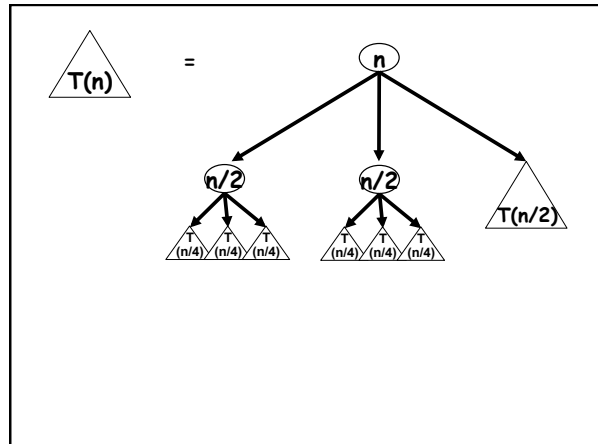 T(n)
=
n
n/2
n/2
T(n/2)
T
(n/4)
T
(n/4)
T
(n/4)
T
(n/4)
T
(n/4)
T
(n/4)